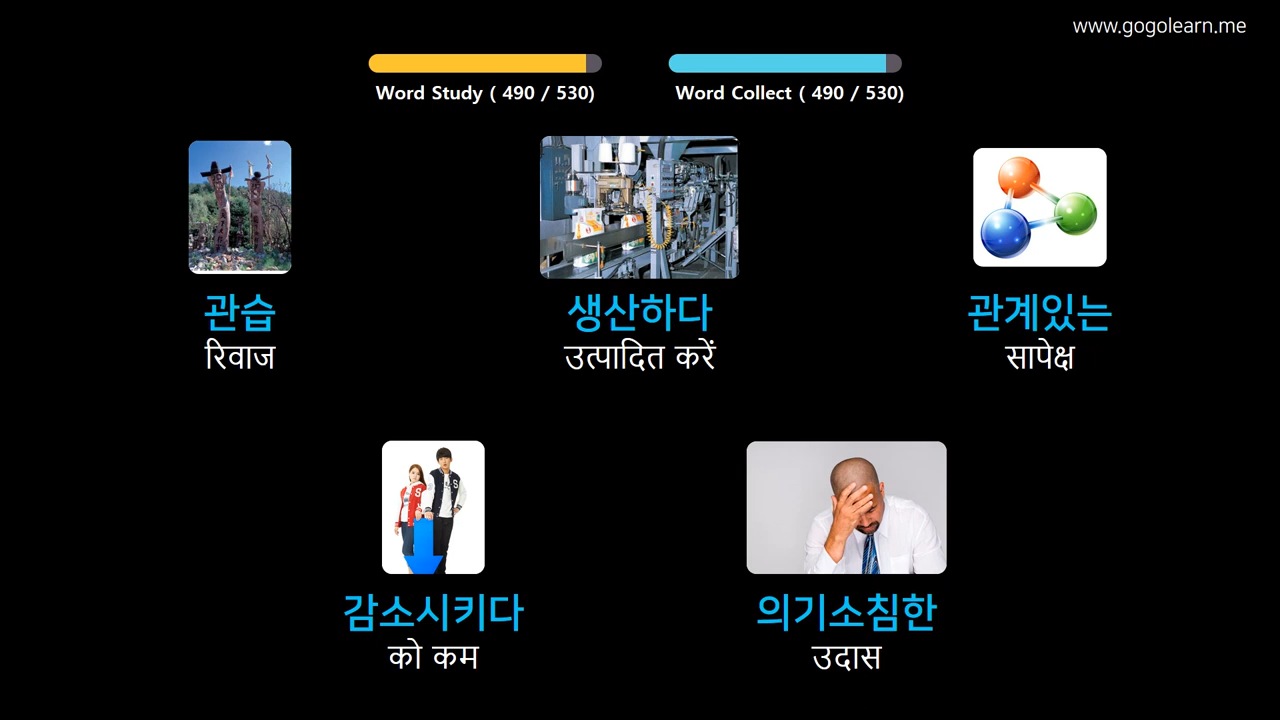 www.gogolearn.me
Word Study ( 490 / 530)
Word Collect ( 490 / 530)
관습
रिवाज
생산하다
उत्पादित करें
관계있는
सापेक्ष
감소시키다
को कम
의기소침한
उदास